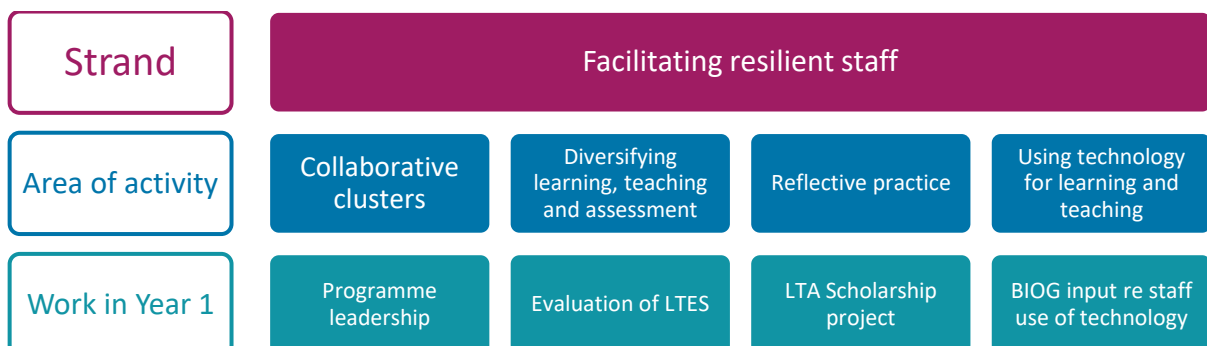 Strand
Facilitating resilient staff
Area of activity
Collaborative
clusters
Diversifying
learning, teaching
and assessment
Reflective practice
Using technology
for learning and
teaching
Work in Year 1
Programme
leadership
Evaluation of LTES
LTA Scholarship
project
BIOG input re staff
use of technology